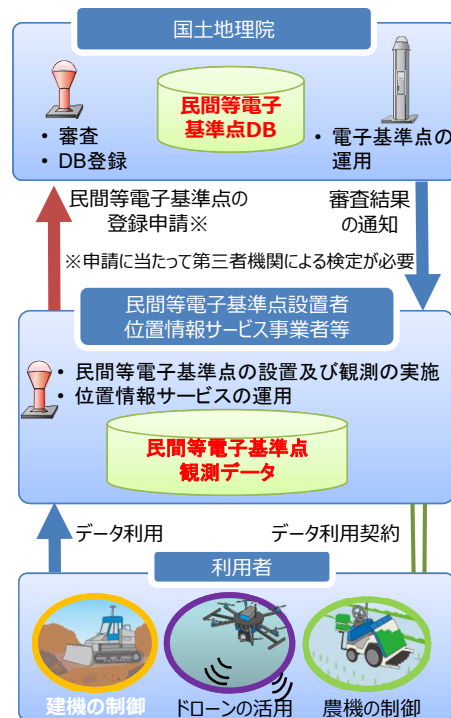 国土地理院
民間等電子
基準点DB
• 審査
• DB登録
• 電子基準点の
運用
民間等電子基準点の
登録申請※
審査結果
の通知
※申請に当たって第三者機関による検定が必要
民間等電子基準点設置者
位置情報サービス事業者等
• 民間等電子基準点の設置及び観測の実施
• 位置情報サービスの運用
民間等電子基準点
観測データ
データ利用
データ利用契約
利用者
建機の制御
ドローンの活用
農機の制御